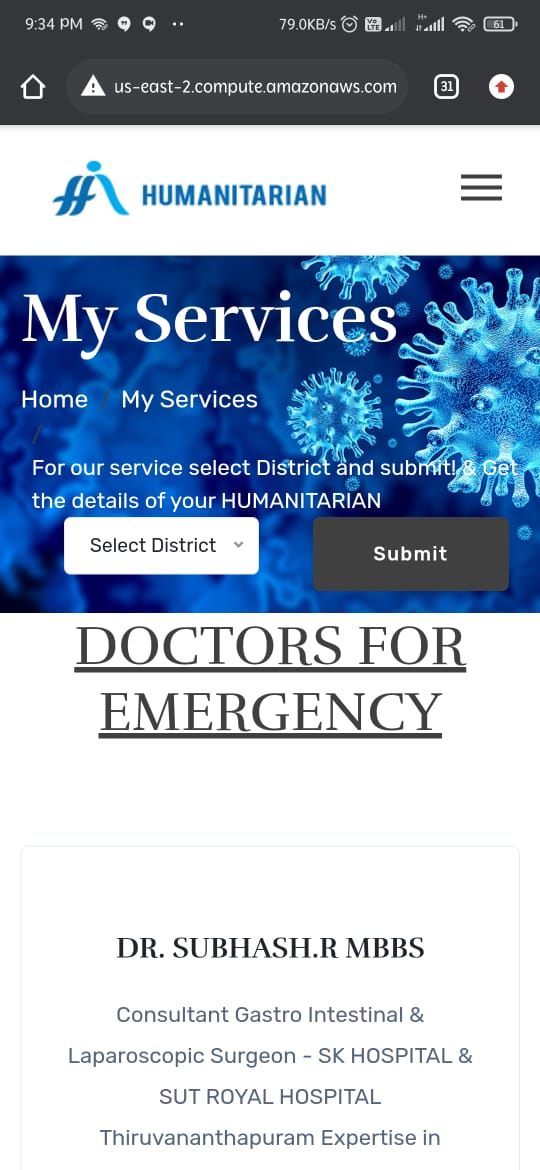 9:34 PM
79.0KB/s
Vo
LTE
H+
61
us-east-2.compute.amazonaws.com
31
HUMANITARIAN
My Services
Home / My Services
/
For our service select District and submit! & Get
the details of your HUMANITARIAN
Select District
Submit
DOCTORS FOR
EMERGENCY
DR. SUBHASH.R MBBS
Consultant Gastro Intestinal &
Laparoscopic Surgeon - SK HOSPITAL &
SUT ROYAL HOSPITAL
Thiruvananthapuram Expertise in